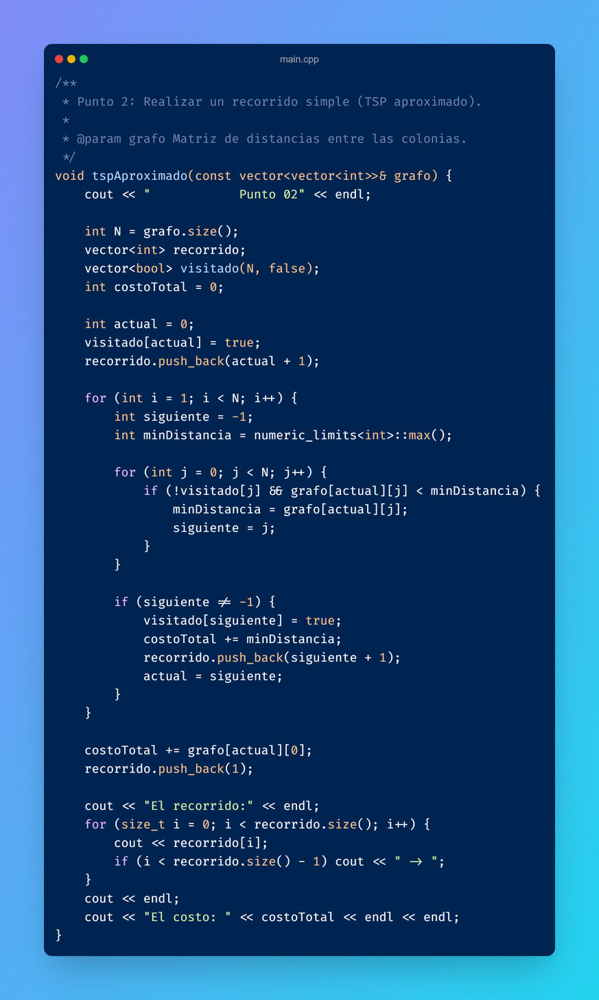 main.cpp
/**
 * Punto 2: Realizar un recorrido simple (TSP aproximado).
 *
 * @param grafo Matriz de distancias entre las colonias.
 */
void tspAproximado(const vector<vector<int>>& grafo) {
    cout << "            Punto 02" << endl;

    int N = grafo.size();
    vector<int> recorrido;
    vector<bool> visitado(N, false);
    int costoTotal = 0;

    int actual = 0;
    visitado[actual] = true;
    recorrido.push_back(actual + 1);

    for (int i = 1; i < N; i++) {
        int siguiente = -1;
        int minDistancia = numeric_limits<int>::max();

        for (int j = 0; j < N; j++) {
            if (!visitado[j] && grafo[actual][j] < minDistancia) {
                minDistancia = grafo[actual][j];
                siguiente = j;
            }
        }

        if (siguiente != -1) {
            visitado[siguiente] = true;
            costoTotal += minDistancia;
            recorrido.push_back(siguiente + 1);
            actual = siguiente;
        }
    }

    costoTotal += grafo[actual][0];
    recorrido.push_back(1);

    cout << "El recorrido:" << endl;
    for (size_t i = 0; i < recorrido.size(); i++) {
        cout << recorrido[i];
        if (i < recorrido.size() - 1) cout << " -> ";
    }
    cout << endl;
    cout << "El costo: " << costoTotal << endl << endl;
}